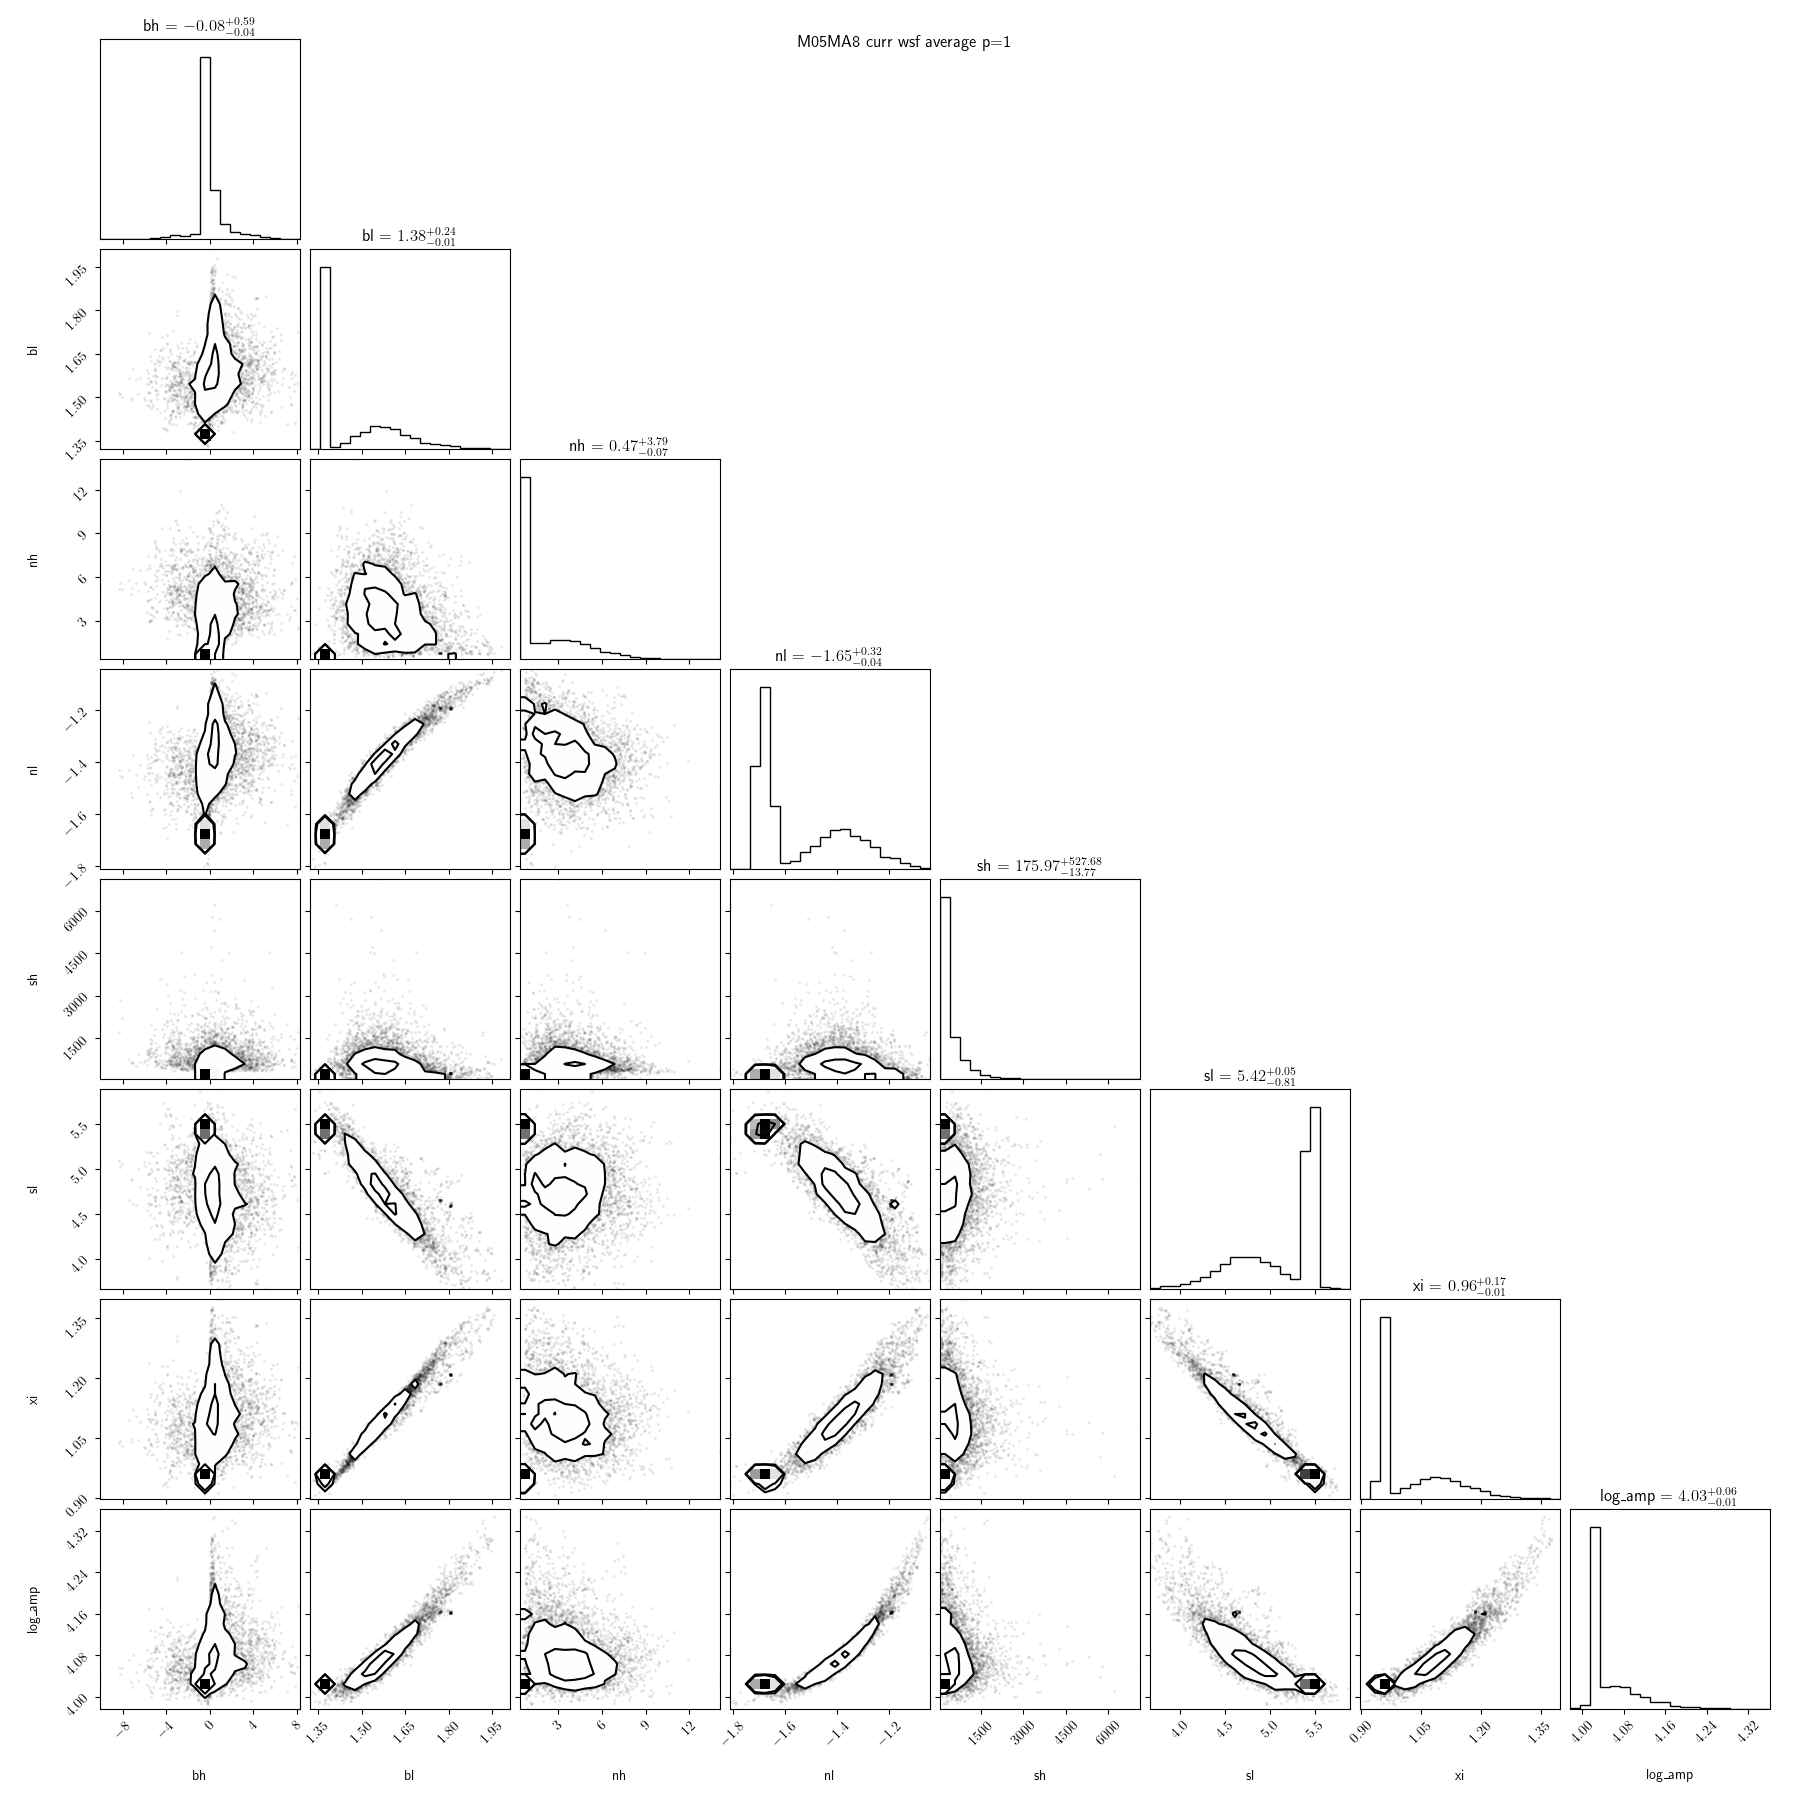 bh = −0.08+0.59−0.04
M05MA8 curr wsf average p=1
bl = 1.38+0.24−0.01
1.95
1.80
1.65
1.50
1.35
bl
nh = 0.47+3.79−0.07
12
9
6
3
nh
nl = −1.65+0.32−0.04
−1.2
−1.4
−1.6
−1.8
nl
sh = 175.97+527.68−13.77
6000
4500
3000
1500
sh
sl = 5.42+0.05−0.81
5.5
5.0
4.5
4.0
sl
xi = 0.96+0.17−0.01
1.35
1.20
1.05
0.90
xi
log_amp = 4.03+0.06−0.01
4.32
4.24
4.16
4.08
4.00
log_amp
−8 −4 0 4 8 1.35 1.50 1.65 1.80 1.95 3 6 9 12 −1.8 −1.6 −1.4 −1.2 1500 3000 4500 6000 4.0 4.5 5.0 5.5 0.90 1.05 1.20 1.35 4.00 4.08 4.16 4.24 4.32
bh bl nh nl sh sl xi log_amp